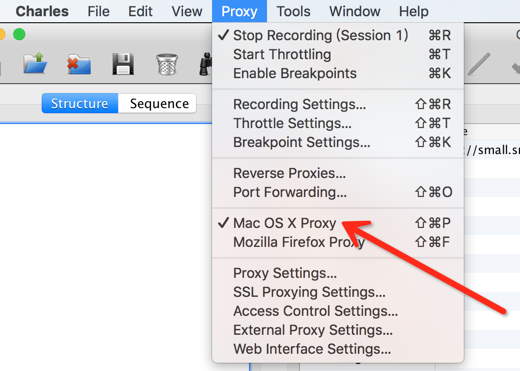 Charles File Edit View Proxy Tools Window Help
Stop Recording (Session 1) ⌘R
Start Throttling ⌘T
Enable Breakpoints ⌘K
Structure Sequence
Recording Settings... ⇧⌘R
Throttle Settings... ⇧⌘T
Breakpoint Settings... ⇧⌘K
://small.s
Reverse Proxies...
Port Forwarding... ⇧⌘O
✓ Mac OS X Proxy ⇧⌘P
Mozilla Firefox Proxy ⇧⌘F
Proxy Settings...
SSL Proxying Settings...
Access Control Settings...
External Proxy Settings...
Web Interface Settings...